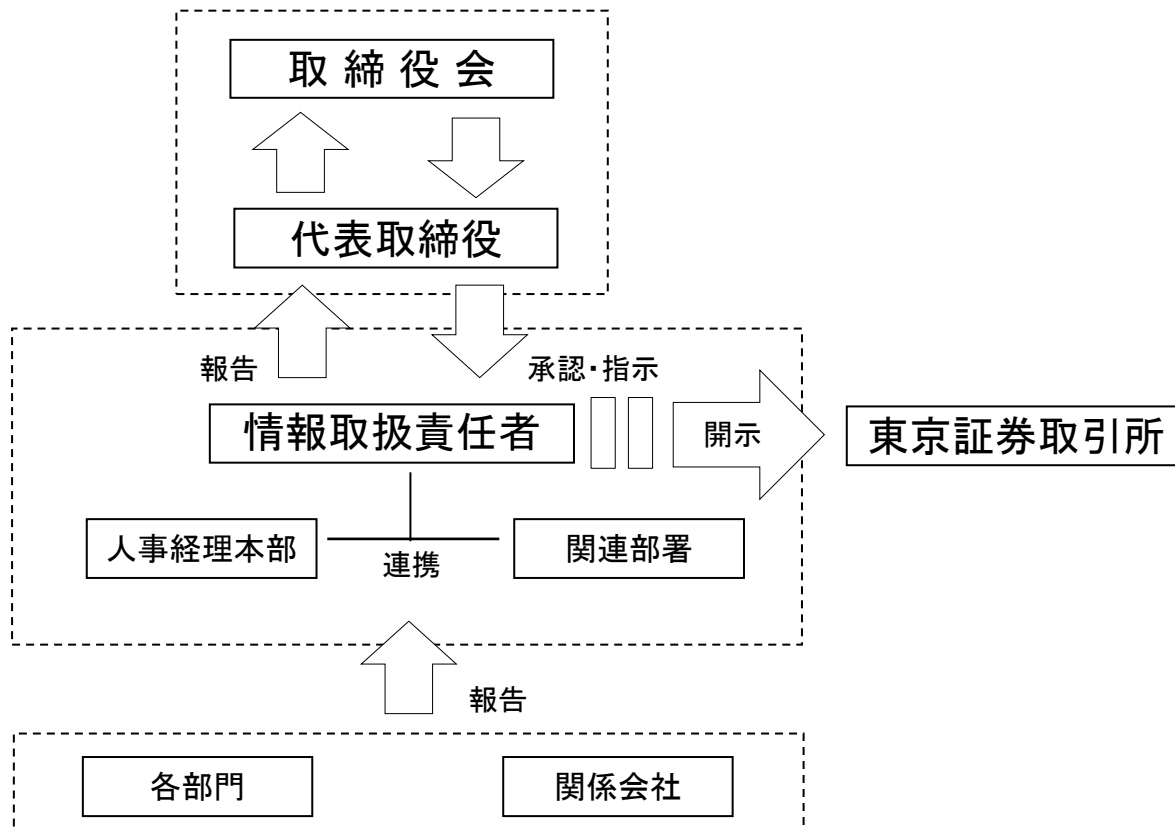 取締役会
代表取締役
報告
承認・指示
情報取扱責任者
開示
東京証券取引所
人事経理本部
連携
関連部署
報告
各部門
関係会社